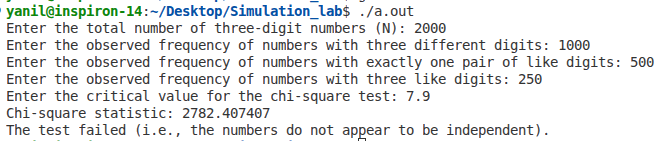 yanil@inspiron-14:~/Desktop/Simulation_lab$ ./a.out
Enter the total number of three-digit numbers (N): 2000
Enter the observed frequency of numbers with three different digits: 1000
Enter the observed frequency of numbers with exactly one pair of like digits: 500
Enter the observed frequency of numbers with three like digits: 250
Enter the critical value for the chi-square test: 7.9
Chi-square statistic: 2782.407407
The test failed (i.e., the numbers do not appear to be independent).